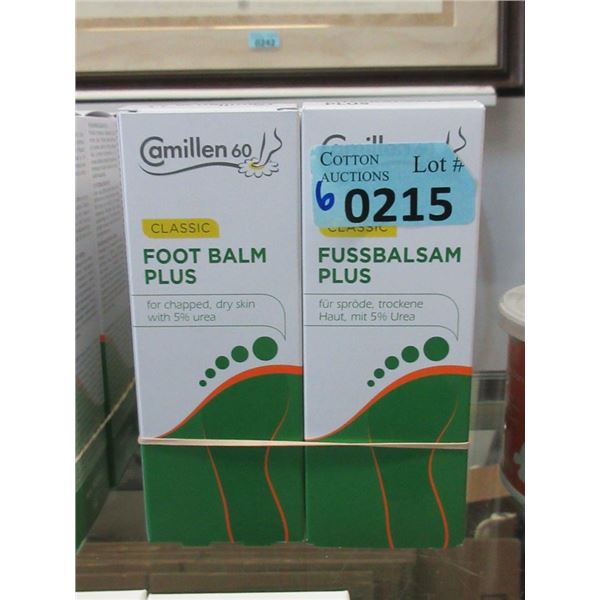 0242
Camillen 60
CLASSIC
FOOT BALM
PLUS
for chapped, dry skin
with 5% urea
PLUS
COTTON
AUCTIONS
Lot #
6
0215
CLASSIC
FUSSBALSAM
PLUS
für spröde, trockene
Haut, mit 5% Urea